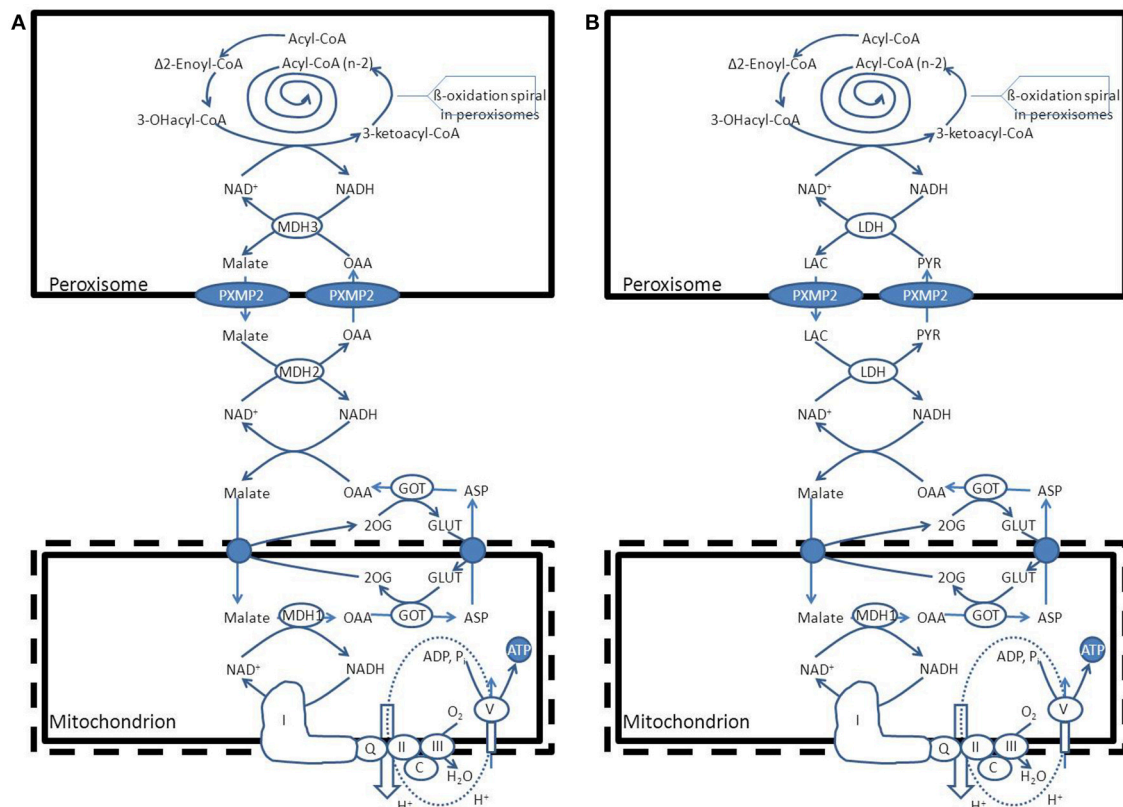 A
Acyl-CoA
Δ2-Enoyl-CoA
Acyl-CoA (n-2)
ß-oxidation spiral
in peroxisomes
3-OHacyl-CoA
3-ketoacyl-CoA
NAD⁺
NADH
MDH3
Malate
OAA
Peroxisome
PXMP2
PXMP2
Malate
OAA
MDH2
NAD⁺
NADH
Malate
OAA
GOT
ASP
2OG
GLUT
2OG
GLUT
Malate
MDH1
OAA
GOT
ASP
NAD⁺
NADH
ADP, Pi
ATP
Mitochondrion
I
V
O₂
Q
II
III
C
H₂O
H⁺
H⁺
B
Acyl-CoA
Δ2-Enoyl-CoA
Acyl-CoA (n-2)
ß-oxidation spiral
in peroxisomes
3-OHacyl-CoA
3-ketoacyl-CoA
NAD⁺
NADH
LDH
LAC
PYR
Peroxisome
PXMP2
PXMP2
LAC
PYR
LDH
NAD⁺
NADH
Malate
OAA
GOT
ASP
2OG
GLUT
2OG
GLUT
Malate
MDH1
OAA
GOT
ASP
NAD⁺
NADH
ADP, Pi
ATP
Mitochondrion
I
V
O₂
Q
II
III
C
H₂O
H⁺
H⁺